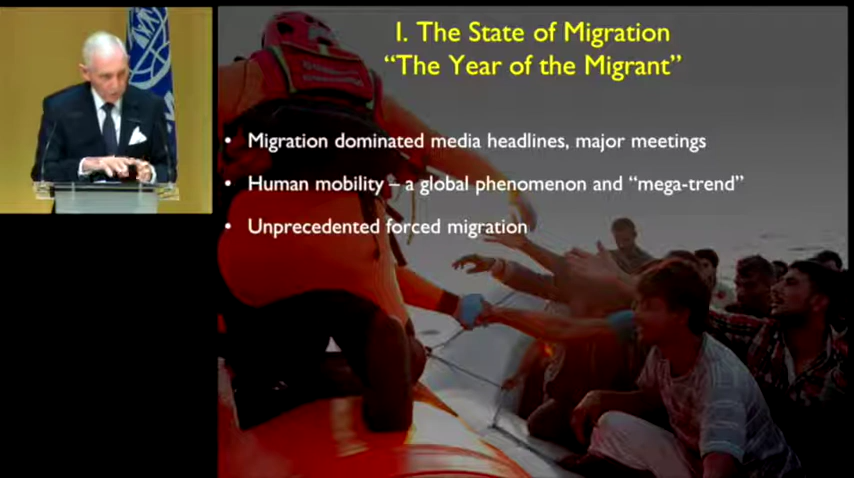 I. The State of Migration
“The Year of the Migrant”
• Migration dominated media headlines, major meetings
• Human mobility – a global phenomenon and “mega-trend”
• Unprecedented forced migration